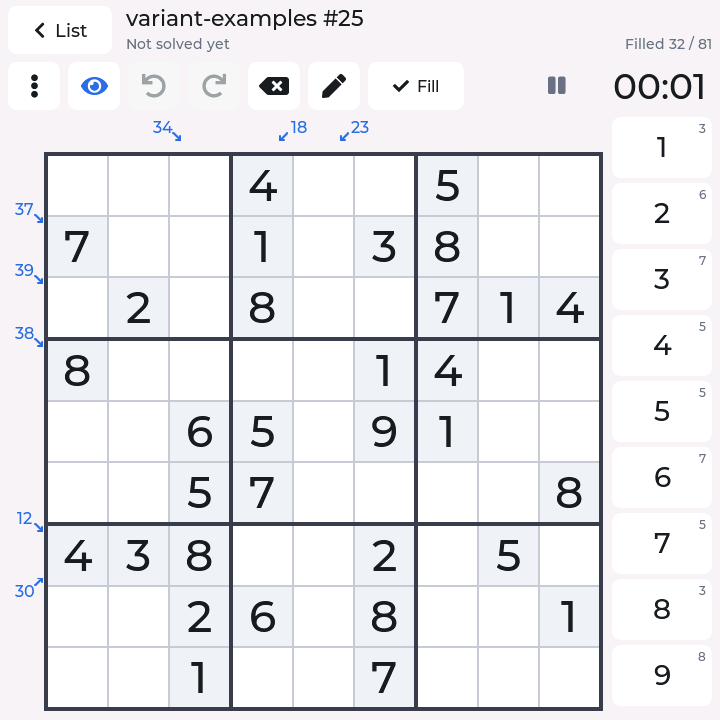 List
variant-examples #25
Not solved yet
Filled 32 / 81
Fill
00:01
34 18 23
1 3
2 6
3 7
4 5
5 5
6 7
7 5
8 3
9 8
4 5
37
7 1 3 8
39
2 8 7 1 4
38
8 1 4
6 5 9 1
5 7 8
12
4 3 8 2 5
30
2 6 8 1
1 7